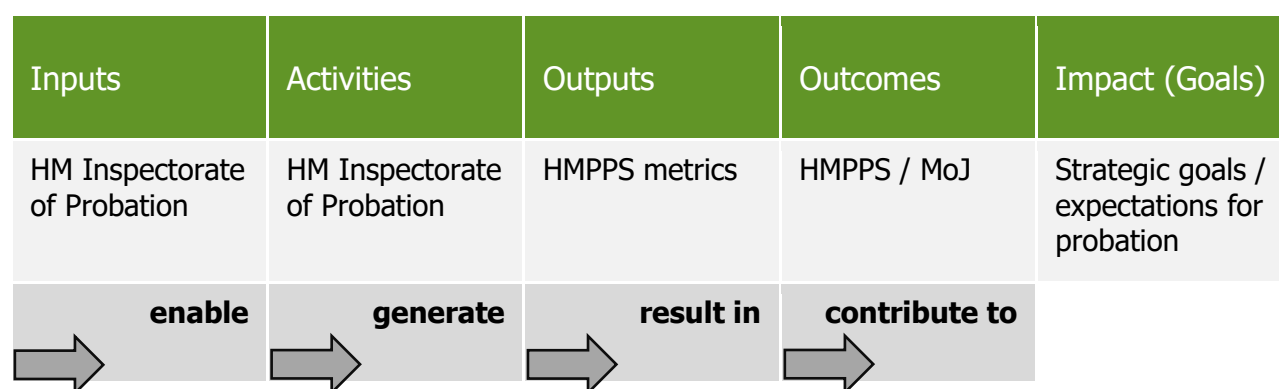 Inputs
Activities
Outputs
Outcomes
Impact (Goals)
HM Inspectorate
of Probation
HM Inspectorate
of Probation
HMPPS metrics
HMPPS / MoJ
Strategic goals /
expectations for
probation
enable
generate
result in
contribute to